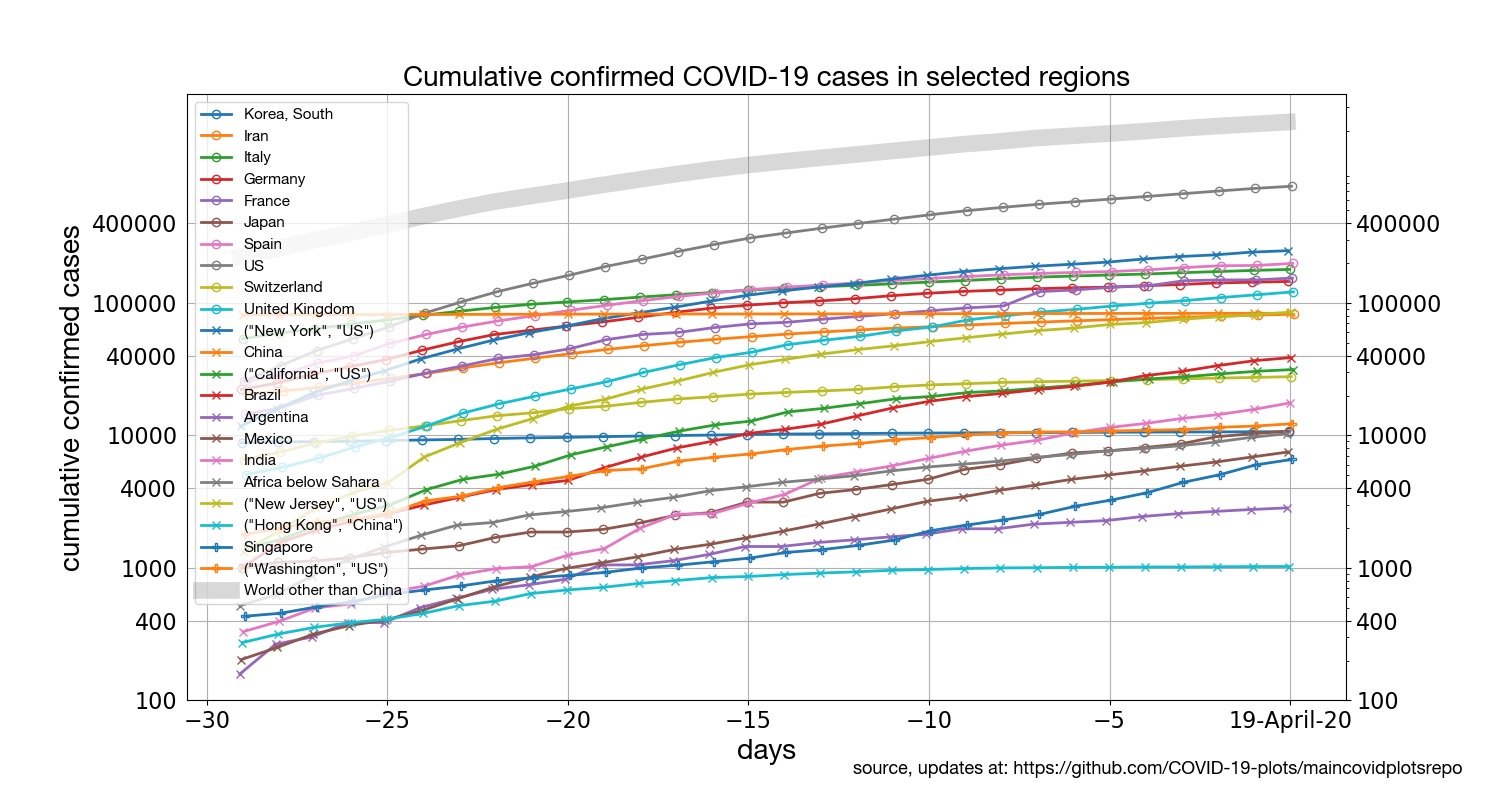 Cumulative confirmed COVID-19 cases in selected regions
cumulative confirmed cases
400000
1100000
40000
10000
4000
1000
400
100
Korea, South
Iran
Italy
Germany
France
Japan
Spain
US
Switzerland
United Kingdom
("New York", "US")
China
("California", "US")
Brazil
Argentina
Mexico
India
Africa below Sahara
("New Jersey", "US")
("Hong Kong", "China")
Singapore
("Washington", "US")
World other than China
400000
1100000
400000
10000
4000
1000
400
100
−30
−25
−20
−15
−10
−5
19-April-20
days
source, updates at: https://github.com/COVID-19-plots/maincovidplotsrepo